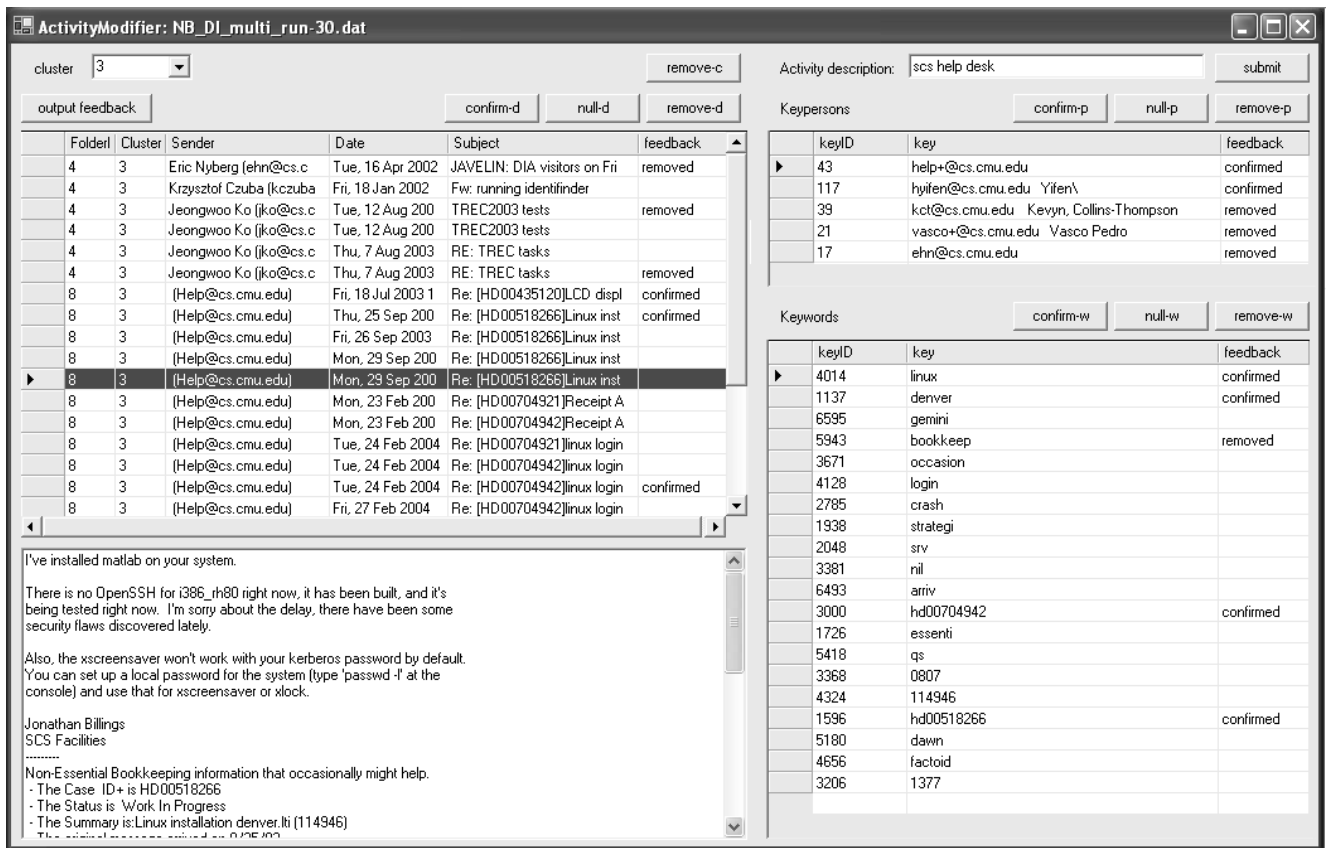 ActivityModifier: NB_DI_multi_run-30.dat
cluster 3 remove-c
output feedback confirm-d null-d remove-d
FolderI Cluster Sender Date Subject feedback
4 3 Eric Nyberg (ehn@cs.c Tue, 16 Apr 2002 JAVELIN: DIA visitors on Fri removed
4 3 Krzysztof Czuba (kczuba Fri, 18 Jan 2002 Fw: running identifinder
4 3 Jeongwoo Ko (jko@cs.c Tue, 12 Aug 200 TREC2003 tests removed
4 3 Jeongwoo Ko (jko@cs.c Tue, 12 Aug 200 TREC2003 tests
4 3 Jeongwoo Ko (jko@cs.c Thu, 7 Aug 2003 RE: TREC tasks
4 3 Jeongwoo Ko (jko@cs.c Thu, 7 Aug 2003 RE: TREC tasks removed
8 3 (Help@cs.cmu.edu) Fri, 18 Jul 2003 1 Re: [HD00435120]LCD displ confirmed
8 3 (Help@cs.cmu.edu) Thu, 25 Sep 200 Re: [HD00518266]Linux inst confirmed
8 3 (Help@cs.cmu.edu) Fri, 26 Sep 2003 Re: [HD00518266]Linux inst
8 3 (Help@cs.cmu.edu) Mon, 29 Sep 200 Re: [HD00518266]Linux inst
8 3 (Help@cs.cmu.edu) Mon, 29 Sep 200 Re: [HD00518266]Linux inst
8 3 (Help@cs.cmu.edu) Mon, 23 Feb 200 Re: [HD00704921]Receipt A
8 3 (Help@cs.cmu.edu) Mon, 23 Feb 200 Re: [HD00704942]Receipt A
8 3 (Help@cs.cmu.edu) Tue, 24 Feb 2004 Re: [HD00704921]linux login
8 3 (Help@cs.cmu.edu) Tue, 24 Feb 2004 Re: [HD00704942]linux login
8 3 (Help@cs.cmu.edu) Tue, 24 Feb 2004 Re: [HD00704942]linux login confirmed
8 3 (Help@cs.cmu.edu) Fri, 27 Feb 2004 Re: [HD00704942]linux login
I've installed matlab on your system.
There is no OpenSSH for i386_rh80 right now, it has been built, and it's
being tested right now. I'm sorry about the delay, there have been some
security flaws discovered lately.
Also, the xscreensaver won't work with your kerberos password by default.
You can set up a local password for the system (type 'passwd -l' at the
console) and use that for xscreensaver or xlock.
Jonathan Billings
SCS Facilities
---------
Non-Essential Bookkeeping information that occasionally might help.
- The Case ID+ is HD00518266
- The Status is Work In Progress
- The Summary is:Linux installation denver.lti (114946)
- The original message arrived on 9/25/03
Activity description: scs help desk submit
Keypersons confirm-p null-p remove-p
keyID key feedback
43 help+@cs.cmu.edu confirmed
117 hyifen@cs.cmu.edu Yifen\ confirmed
39 kct@cs.cmu.edu Kevyn, Collins-Thompson removed
21 vasco+@cs.cmu.edu Vasco Pedro removed
17 ehn@cs.cmu.edu removed
Keywords confirm-w null-w remove-w
keyID key feedback
4014 linux confirmed
1137 denver confirmed
6595 gemini
5943 bookkeep removed
3671 occasion
4128 login
2785 crash
1938 strategi
2048 srv
3381 nil
6493 arriv
3000 hd00704942 confirmed
1726 essenti
5418 qs
3368 0807
4324 114946
1596 hd00518266 confirmed
5180 dawn
4656 factoid
3206 1377